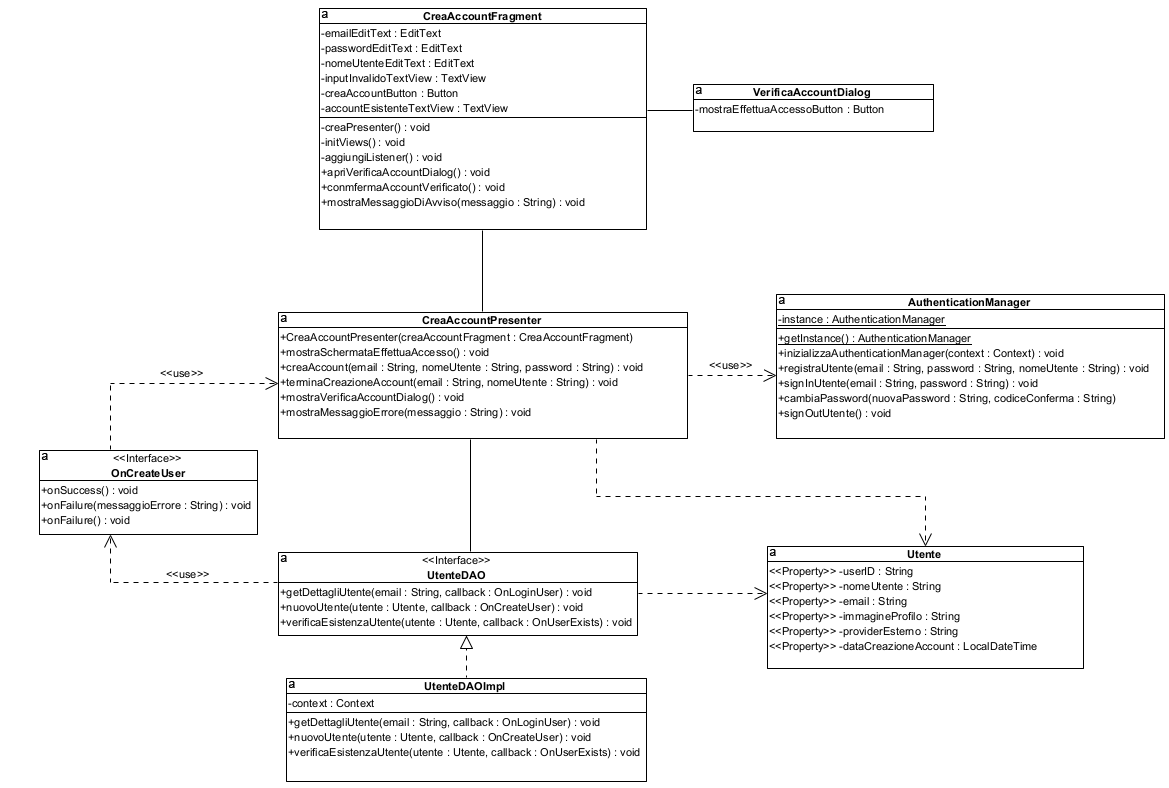 a
CreaAccountFragment
-emailEditText : EditText
-passwordEditText : EditText
-nomeUtenteEditText : EditText
-inputInvalidoTextView : TextView
-creaAccountButton : Button
-accountEsistenteTextView : TextView
-creaPresenter() : void
-initViews() : void
-aggiungiListener() : void
+apriVerificaAccountDialog() : void
+conmfermaAccountVerificato() : void
+mostraMessaggioDiAvviso(messaggio : String) : void
a
VerificaAccountDialog
-mostraEffettuaAccessoButton : Button
a
CreaAccountPresenter
+CreaAccountPresenter(creaAccountFragment : CreaAccountFragment)
+mostraSchermataEffettuaAccesso() : void
+creaAccount(email : String, nomeUtente : String, password : String) : void
+terminaCreazioneAccount(email : String, nomeUtente : String) : void
+mostraVerificaAccountDialog() : void
+mostraMessaggioErrore(messaggio : String) : void
<<use>>
a
AuthenticationManager
-instance : AuthenticationManager
+getInstance() : AuthenticationManager
+inizializzaAuthenticationManager(context : Context) : void
+registraUtente(email : String, password : String, nomeUtente : String) : void
+signInUtente(email : String, password : String) : void
+cambiaPassword(nuovaPassword : String, codiceConferma : String)
+signOutUtente() : void
<<use>>
a
<<Interface>>
OnCreateUser
+onSuccess() : void
+onFailure(messaggioErrore : String) : void
+onFailure() : void
<<use>>
a
<<Interface>>
UtenteDAO
+getDettagliUtente(email : String, callback : OnLoginUser) : void
+nuovoUtente(utente : Utente, callback : OnCreateUser) : void
+verificaEsistenzaUtente(utente : Utente, callback : OnUserExists) : void
a
Utente
<<Property>> -userID : String
<<Property>> -nomeUtente : String
<<Property>> -email : String
<<Property>> -immagineProfilo : String
<<Property>> -providerEsterno : String
<<Property>> -dataCreazioneAccount : LocalDateTime
a
UtenteDAOImpl
-context : Context
+getDettagliUtente(email : String, callback : OnLoginUser) : void
+nuovoUtente(utente : Utente, callback : OnCreateUser) : void
+verificaEsistenzaUtente(utente : Utente, callback : OnUserExists) : void